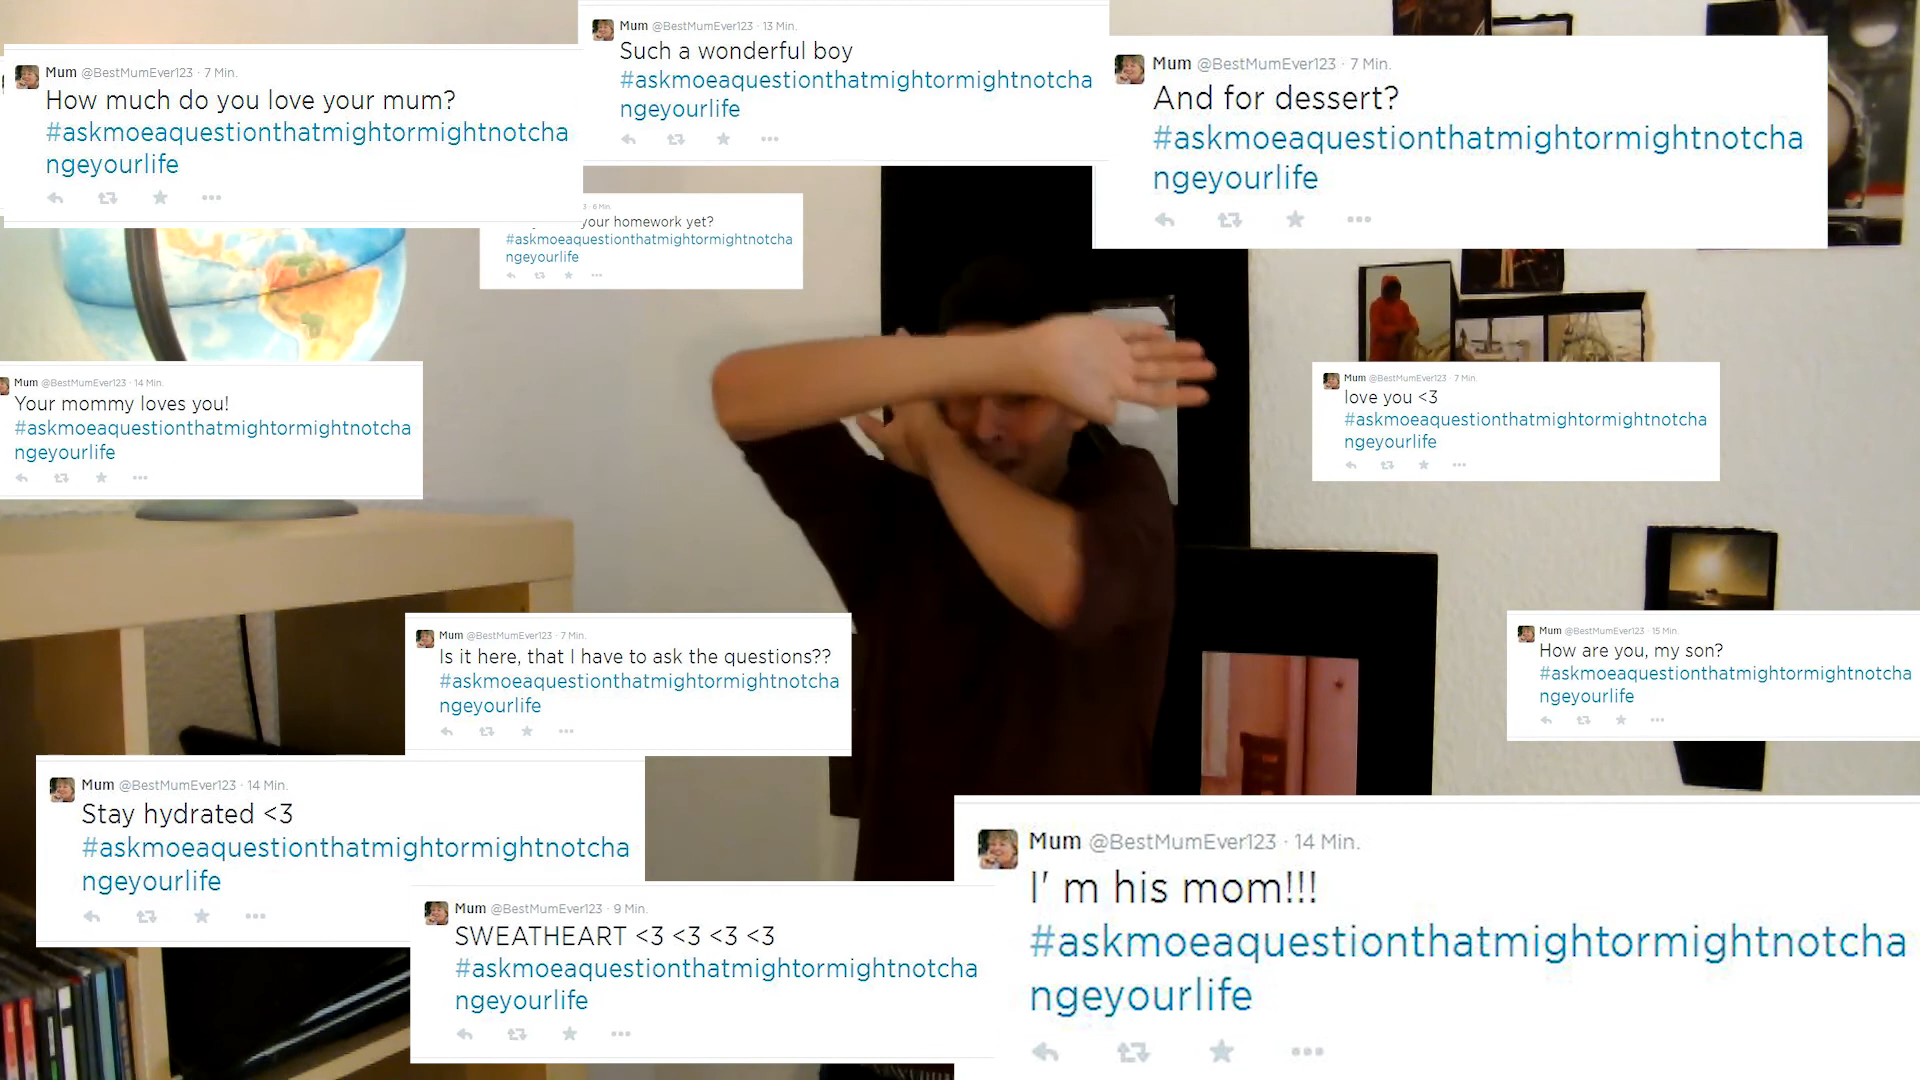 Mum @BestMumEver123 · 13 Min.
Such a wonderful boy
#askmoeaquestionthatmightormightnotcha
ngeyourlife
Mum @BestMumEver123 · 7 Min.
How much do you love your mum?
#askmoeaquestionthatmightormightnotcha
ngeyourlife
Mum @BestMumEver123 · 7 Min.
And for dessert?
#askmoeaquestionthatmightormightnotcha
ngeyourlife
3 · 6 Min.
your homework yet?
#askmoeaquestionthatmightormightnotcha
ngeyourlife
Mum @BestMumEver123 · 14 Min.
Your mommy loves you!
#askmoeaquestionthatmightormightnotcha
ngeyourlife
Mum @BestMumEver123 · 7 Min.
love you <3
#askmoeaquestionthatmightormightnotcha
ngeyourlife
Mum @BestMumEver123 · 7 Min.
Is it here, that I have to ask the questions??
#askmoeaquestionthatmightormightnotcha
ngeyourlife
Mum @BestMumEver123 · 15 Min.
How are you, my son?
#askmoeaquestionthatmightormightnotcha
ngeyourlife
Mum @BestMumEver123 · 14 Min.
Stay hydrated <3
#askmoeaquestionthatmightormightnotcha
ngeyourlife
Mum @BestMumEver123 · 9 Min.
SWEATHEART <3 <3 <3 <3
#askmoeaquestionthatmightormightnotcha
ngeyourlife
Mum @BestMumEver123 · 14 Min.
I' m his mom!!!
#askmoeaquestionthatmightormightnotcha
ngeyourlife